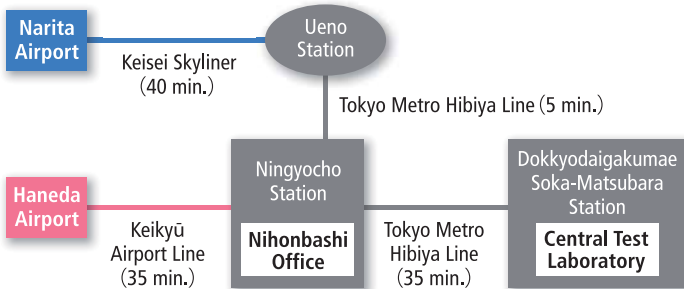 Narita
Airport
Keisei Skyliner
(40 min.)
Ueno
Station
Tokyo Metro Hibiya Line (5 min.)
Haneda
Airport
Keikyū
Airport Line
(35 min.)
Ningyocho
Station
Nihonbashi
Office
Tokyo Metro
Hibiya Line
(35 min.)
Dokkyodaigakumae
Soka-Matsubara
Station
Central Test
Laboratory